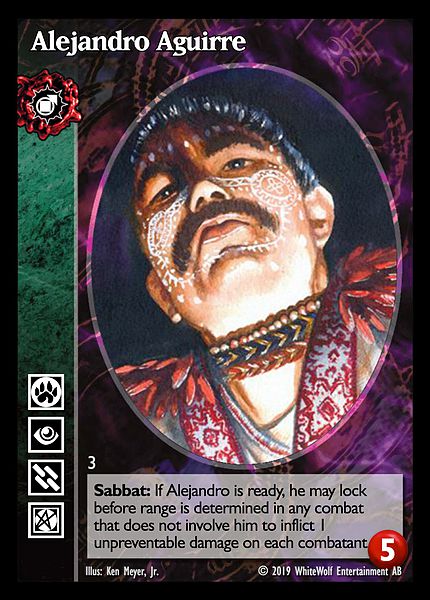 Alejandro Aguirre
3
Sabbat: If Alejandro is ready, he may lock
before range is determined in any combat
that does not involve him to inflict 1
unpreventable damage on each combatant.
5
Illus: Ken Meyer, Jr.
© 2019 WhiteWolf Entertainment AB